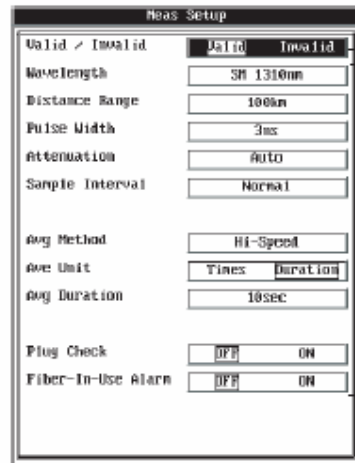 Meas Setup
Valid / Invalid Valid Invalid
Wavelength SM 1310nm
Distance Range 100km
Pulse Width 3ns
Attenuation Auto
Sample Interval Normal
Avg Method Hi-Speed
Ave Unit Times Duration
Avg Duration 10sec
Plug Check OFF ON
Fiber-In-Use Alarm OFF ON